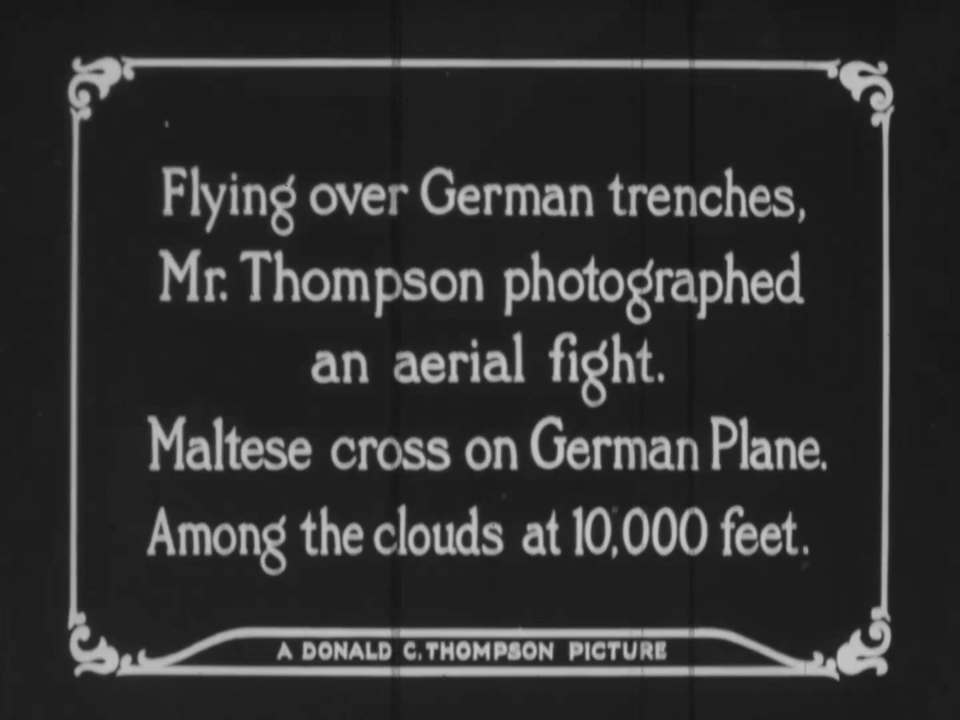 Flying over German trenches,
Mr. Thompson photographed
an aerial fight.
Maltese cross on German Plane.
Among the clouds at 10,000 feet.
A DONALD C. THOMPSON PICTURE